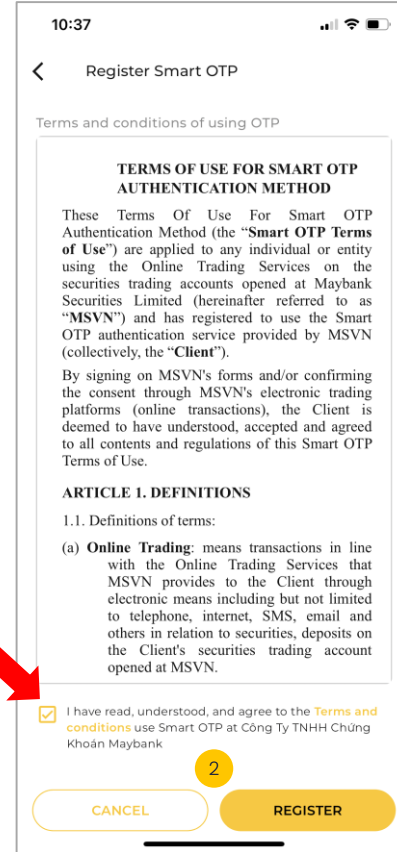 10:37
Register Smart OTP
Terms and conditions of using OTP
TERMS OF USE FOR SMART OTP
AUTHENTICATION METHOD
These Terms Of Use For Smart OTP
Authentication Method (the “Smart OTP Terms
of Use”) are applied to any individual or entity
using the Online Trading Services on the
securities trading accounts opened at Maybank
Securities Limited (hereinafter referred to as
“MSVN”) and has registered to use the Smart
OTP authentication service provided by MSVN
(collectively, the “Client”).
By signing on MSVN's forms and/or confirming
the consent through MSVN's electronic trading
platforms (online transactions), the Client is
deemed to have understood, accepted and agreed
to all contents and regulations of this Smart OTP
Terms of Use.
ARTICLE 1. DEFINITIONS
1.1. Definitions of terms:
(a) Online Trading: means transactions in line
with the Online Trading Services that
MSVN provides to the Client through
electronic means including but not limited
to telephone, internet, SMS, email and
others in relation to securities, deposits on
the Client's securities trading account
opened at MSVN.
I have read, understood, and agree to the Terms and
conditions use Smart OTP at Công Ty TNHH Chứng
Khoán Maybank
2
CANCEL
REGISTER